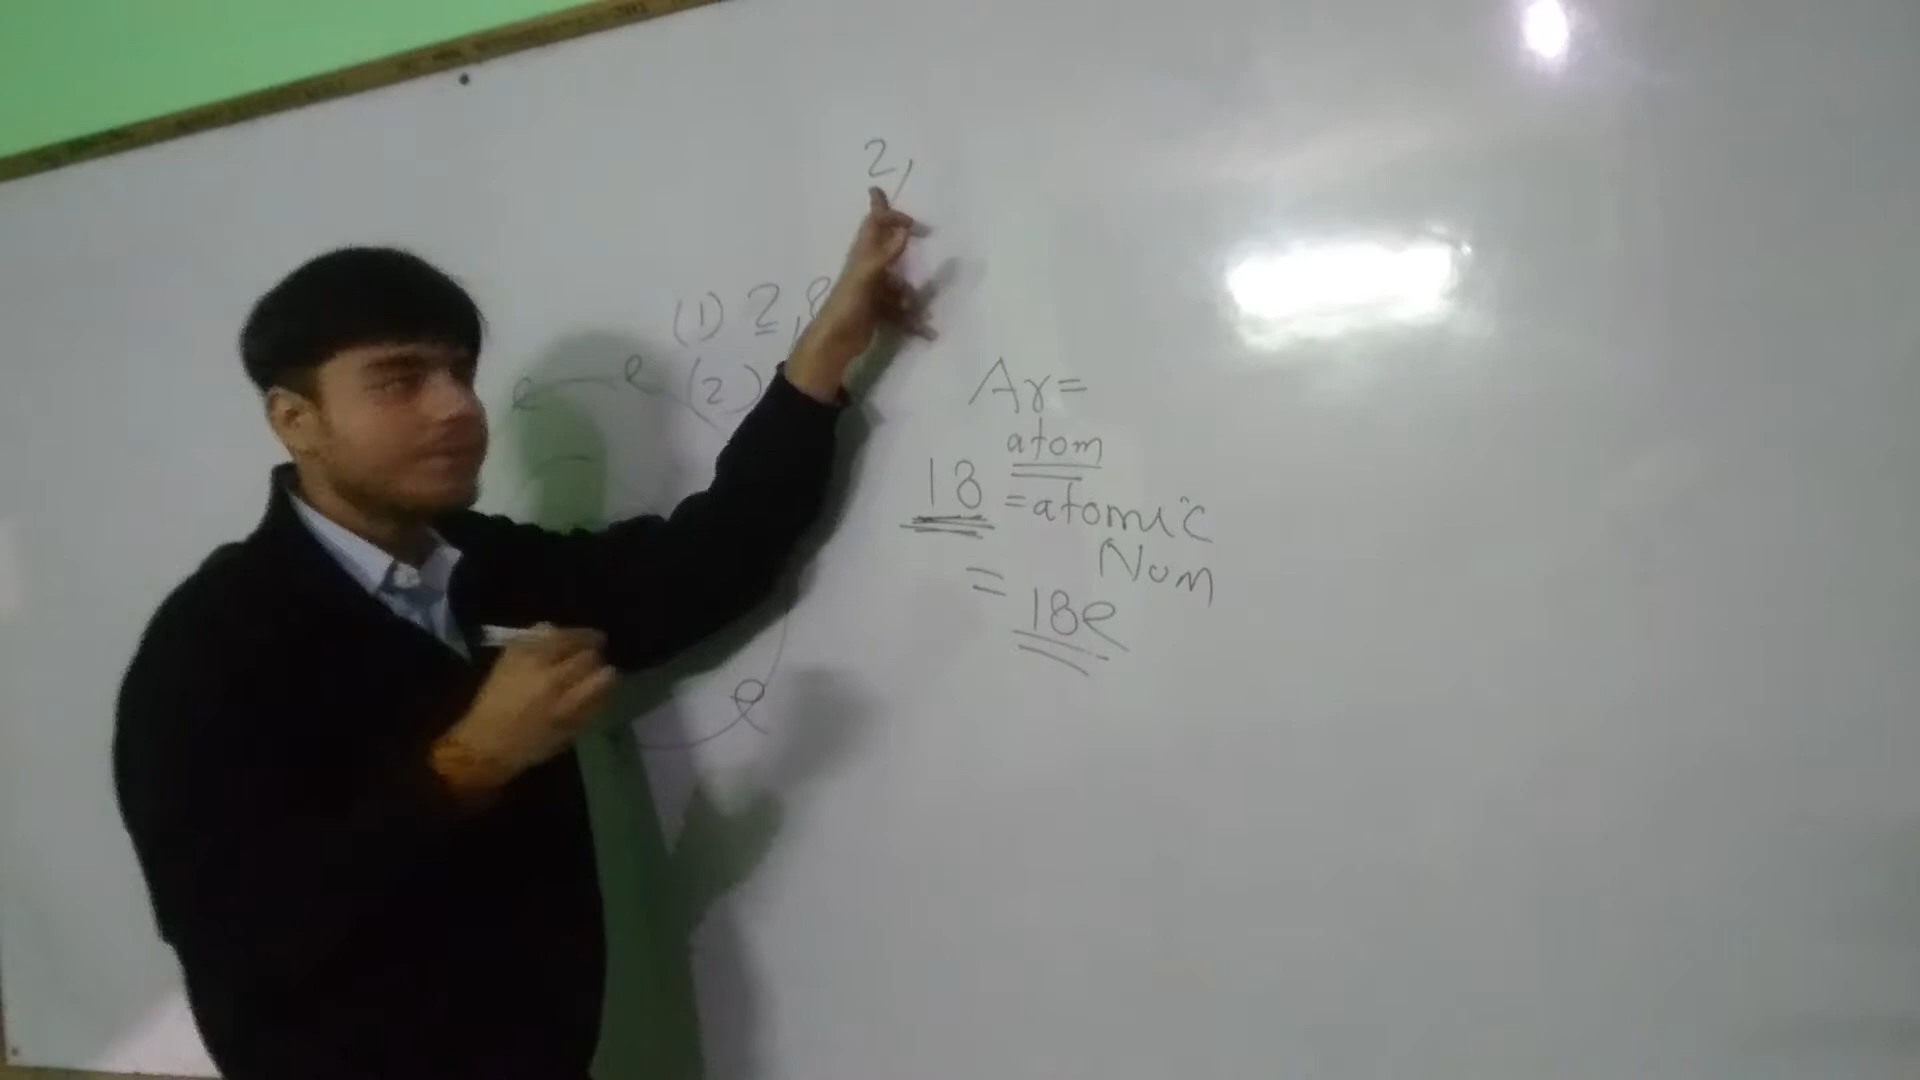 2,
(1) 2,8
e e (2)
Ar=
atom
18 =atomic
Num
= 18e
e